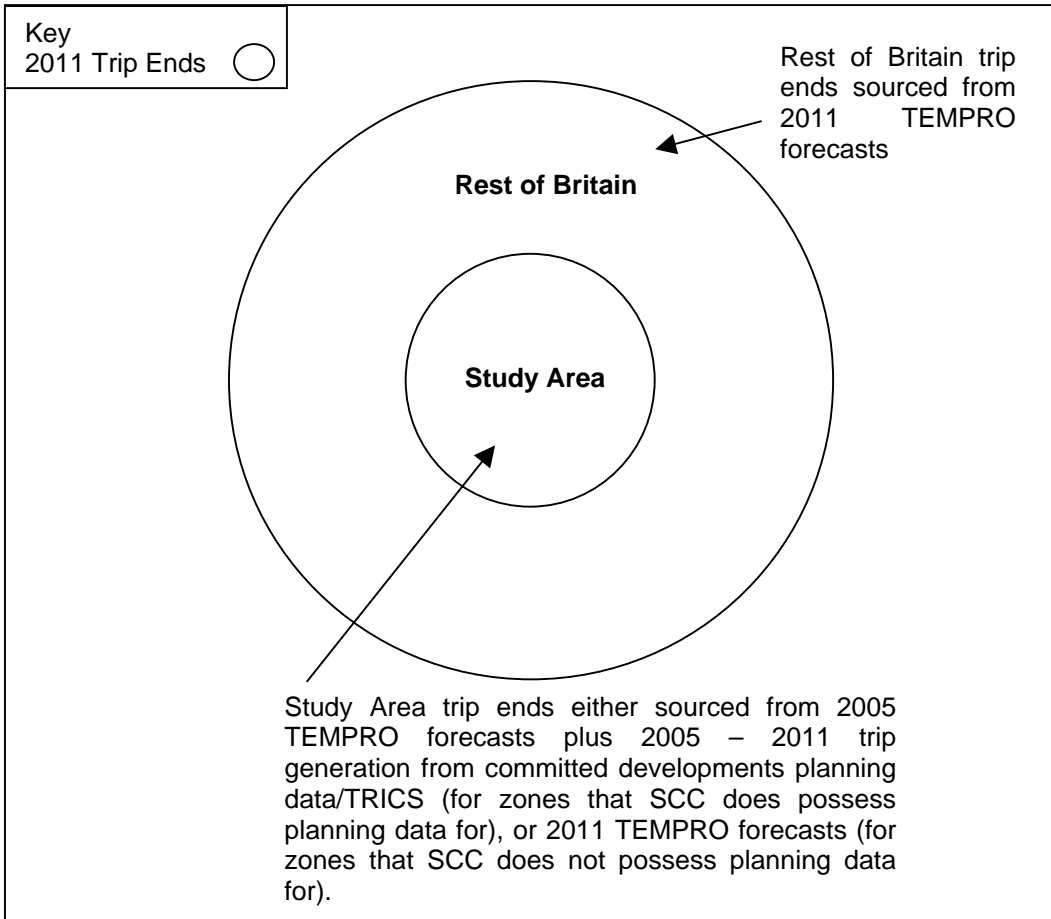 Key
2011 Trip Ends
Rest of Britain trip
ends sourced from
2011 TEMPRO
forecasts
Rest of Britain
Study Area
Study Area trip ends either sourced from 2005
TEMPRO forecasts plus 2005 – 2011 trip
generation from committed developments planning
data/TRICS (for zones that SCC does possess
planning data for), or 2011 TEMPRO forecasts (for
zones that SCC does not possess planning data
for).